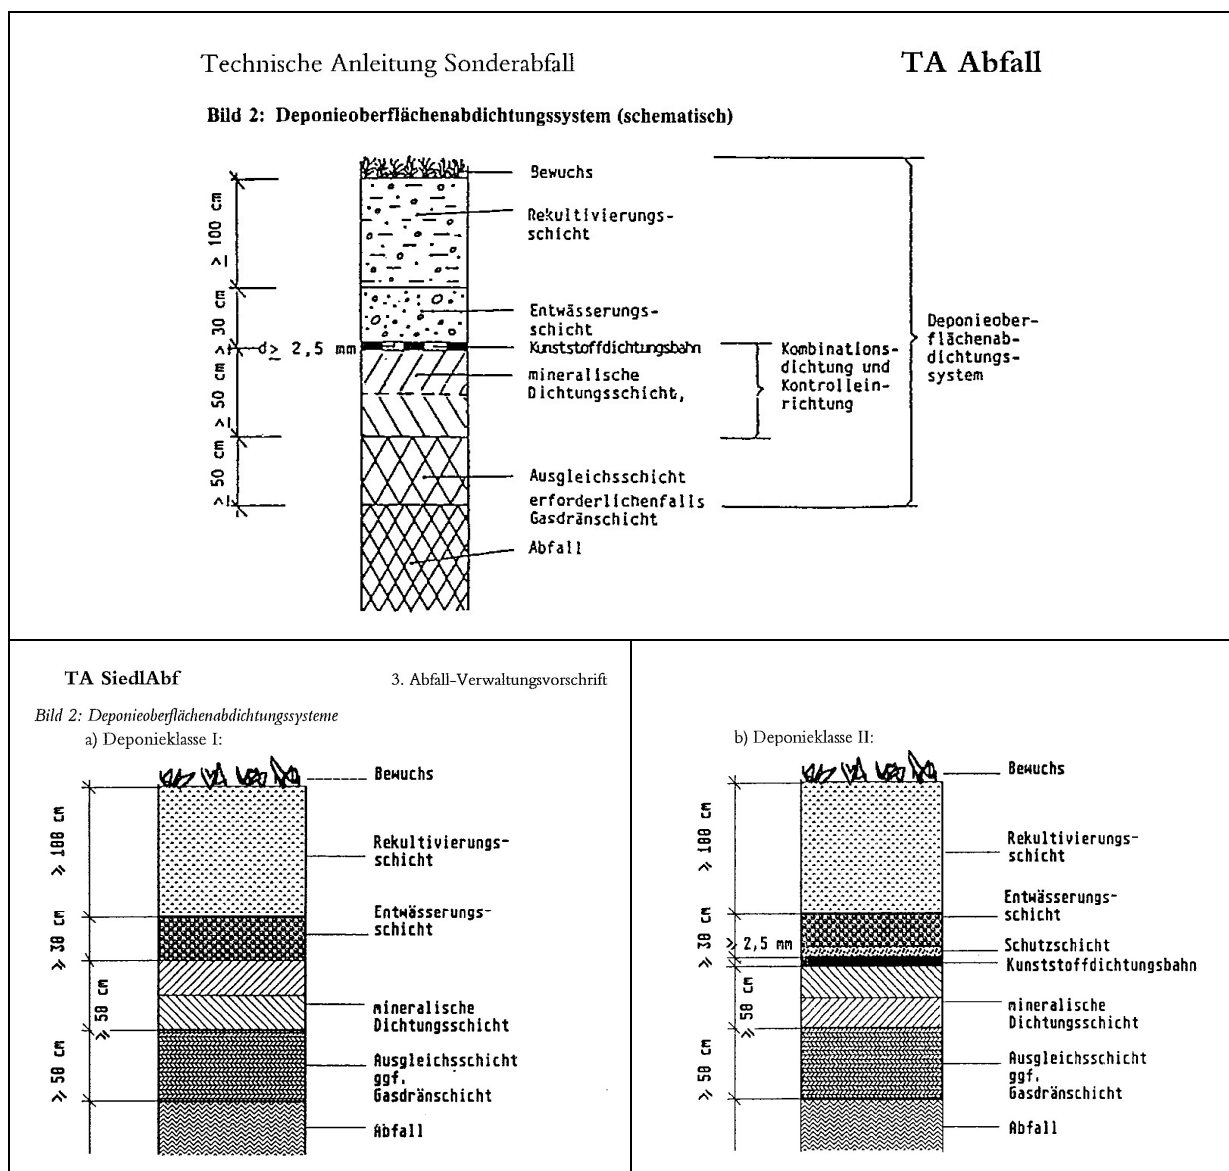 Technische Anleitung Sonderabfall
TA Abfall
Bild 2: Deponieoberflächenabdichtungssystem (schematisch)
Bewuchs
≥ 100 cm
Rekultivierungs-
schicht
≥ 30 cm
Entwässerungs-
schicht
d ≥ 2,5 mm
Kunststoffdichtungsbahn
≥ 50 cm
mineralische
Dichtungsschicht,
Kombinations-
dichtung und
Kontrollein-
richtung
Deponieober-
flächenab-
dichtungs-
system
≥ 50 cm
Ausgleichsschicht
erforderlichenfalls
Gasdränschicht
Abfall
TA SiedlAbf
3. Abfall-Verwaltungsvorschrift
Bild 2: Deponieoberflächenabdichtungssysteme
a) Deponieklasse I:
Bewuchs
≥ 100 cm
Rekultivierungs-
schicht
≥ 30 cm
Entwässerungs-
schicht
≥ 50 cm
mineralische
Dichtungsschicht
≥ 50 cm
Ausgleichsschicht
ggf.
Gasdränschicht
Abfall
b) Deponieklasse II:
Bewuchs
≥ 100 cm
Rekultivierungs-
schicht
≥ 30 cm
Entwässerungs-
schicht
≥ 2,5 mm
Schutzschicht
Kunststoffdichtungsbahn
≥ 50 cm
mineralische
Dichtungsschicht
≥ 50 cm
Ausgleichsschicht
ggf.
Gasdränschicht
Abfall